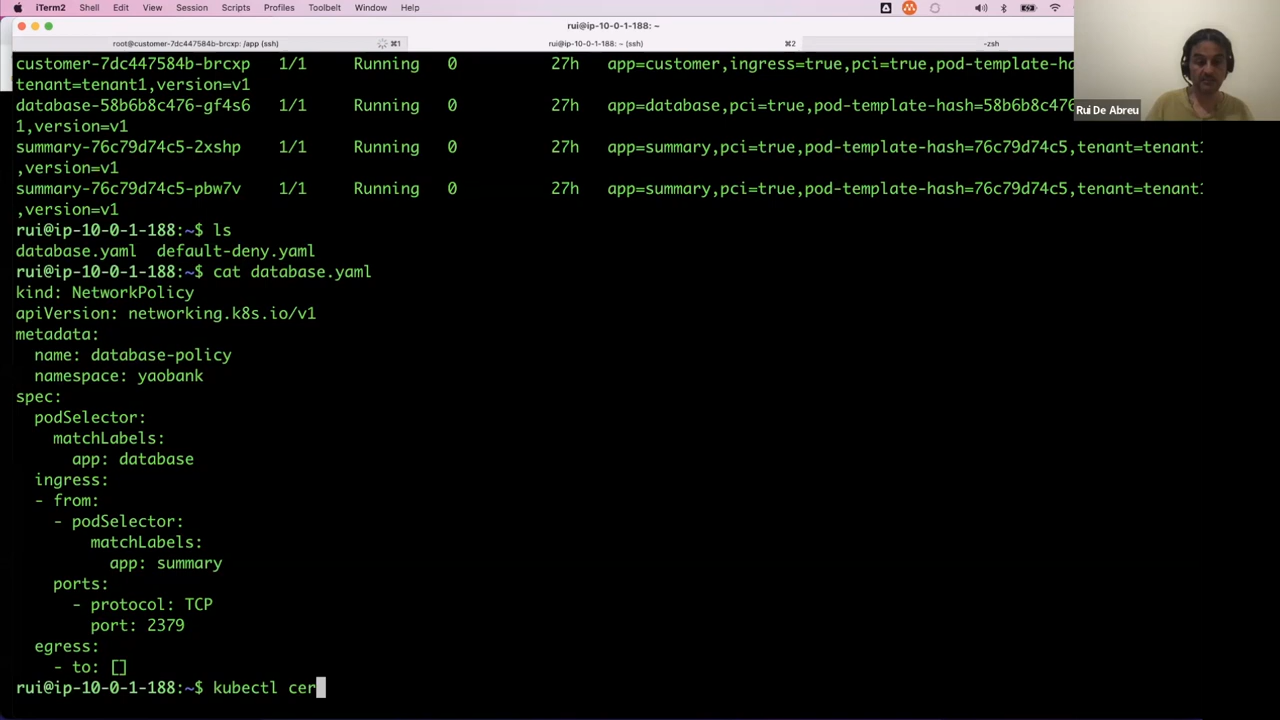 iTerm2 Shell Edit View Session Scripts Profiles Toolbelt Window Help
rui@ip-10-0-1-188: ~
root@customer-7dc447584b-brcxp: /app (ssh) ⌘1 rui@ip-10-0-1-188: ~ (ssh) ⌘2 -zsh
customer-7dc447584b-brcxp 1/1 Running 0 27h app=customer,ingress=true,pci=true,pod-template-ha
tenant=tenant1,version=v1
database-58b6b8c476-gf4s6 1/1 Running 0 27h app=database,pci=true,pod-template-hash=58b6b8c476
1,version=v1
summary-76c79d74c5-2xshp 1/1 Running 0 27h app=summary,pci=true,pod-template-hash=76c79d74c5,tenant=tenant1
,version=v1
summary-76c79d74c5-pbw7v 1/1 Running 0 27h app=summary,pci=true,pod-template-hash=76c79d74c5,tenant=tenant1
,version=v1
rui@ip-10-0-1-188:~$ ls
database.yaml default-deny.yaml
rui@ip-10-0-1-188:~$ cat database.yaml
kind: NetworkPolicy
apiVersion: networking.k8s.io/v1
metadata:
name: database-policy
namespace: yaobank
spec:
podSelector:
matchLabels:
app: database
ingress:
- from:
- podSelector:
matchLabels:
app: summary
ports:
- protocol: TCP
port: 2379
egress:
- to: []
rui@ip-10-0-1-188:~$ kubectl cer
Rui De Abreu